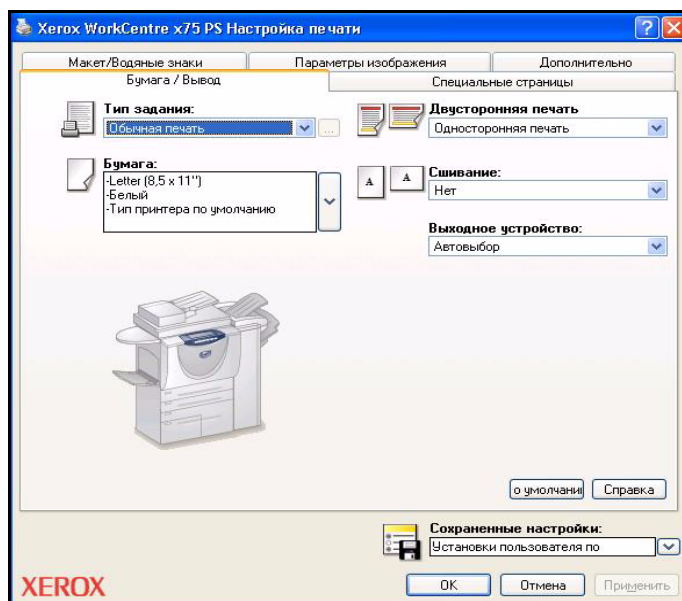 Xerox WorkCentre x75 PS Настройка печати
Макет/Водяные знаки
Параметры изображения
Дополнительно
Бумага / Вывод
Специальные страницы
Тип задания:
Обычная печать
...
Двусторонняя печать
Односторонняя печать
Бумага:
-Letter (8,5 x 11")
-Белый
-Тип принтера по умолчанию
A
A
Сшивание:
Нет
Выходное устройство:
Автовыбор
о умолчани
Справка
Сохраненные настройки:
Установки пользователя по
XEROX
OK
Отмена
Применить